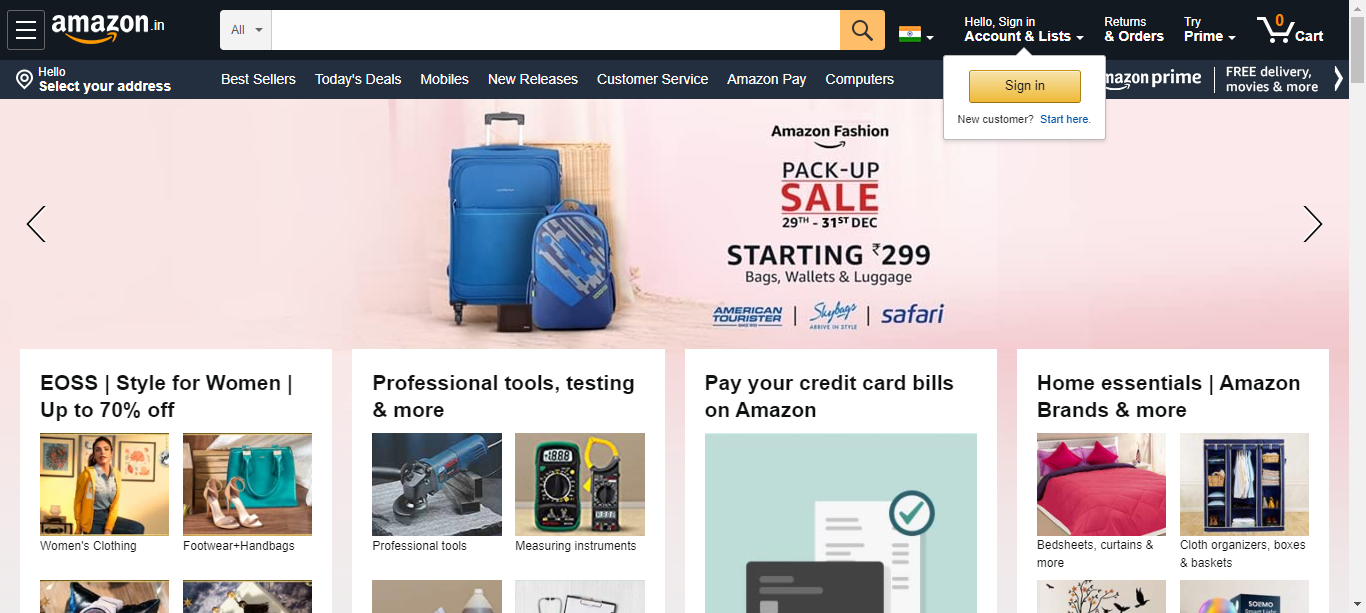 amazon.in
All
Hello, Sign in
Account & Lists
Returns
& Orders
Try
Prime
0
Cart
Hello
Select your address
Best Sellers
Today's Deals
Mobiles
New Releases
Customer Service
Amazon Pay
Computers
prime
FREE delivery,
movies & more
Sign in
New customer? Start here.
Amazon Fashion
PACK-UP
SALE
29TH - 31ST DEC
STARTING ₹299
Bags, Wallets & Luggage
AMERICAN
TOURISTER
Skybags
ARRIVE IN STYLE
safari
EOSS | Style for Women |
Up to 70% off
Women's Clothing
Footwear+Handbags
Professional tools, testing
& more
Professional tools
Measuring instruments
Pay your credit card bills
on Amazon
Home essentials | Amazon
Brands & more
Bedsheets, curtains &
more
Cloth organizers, boxes
& baskets